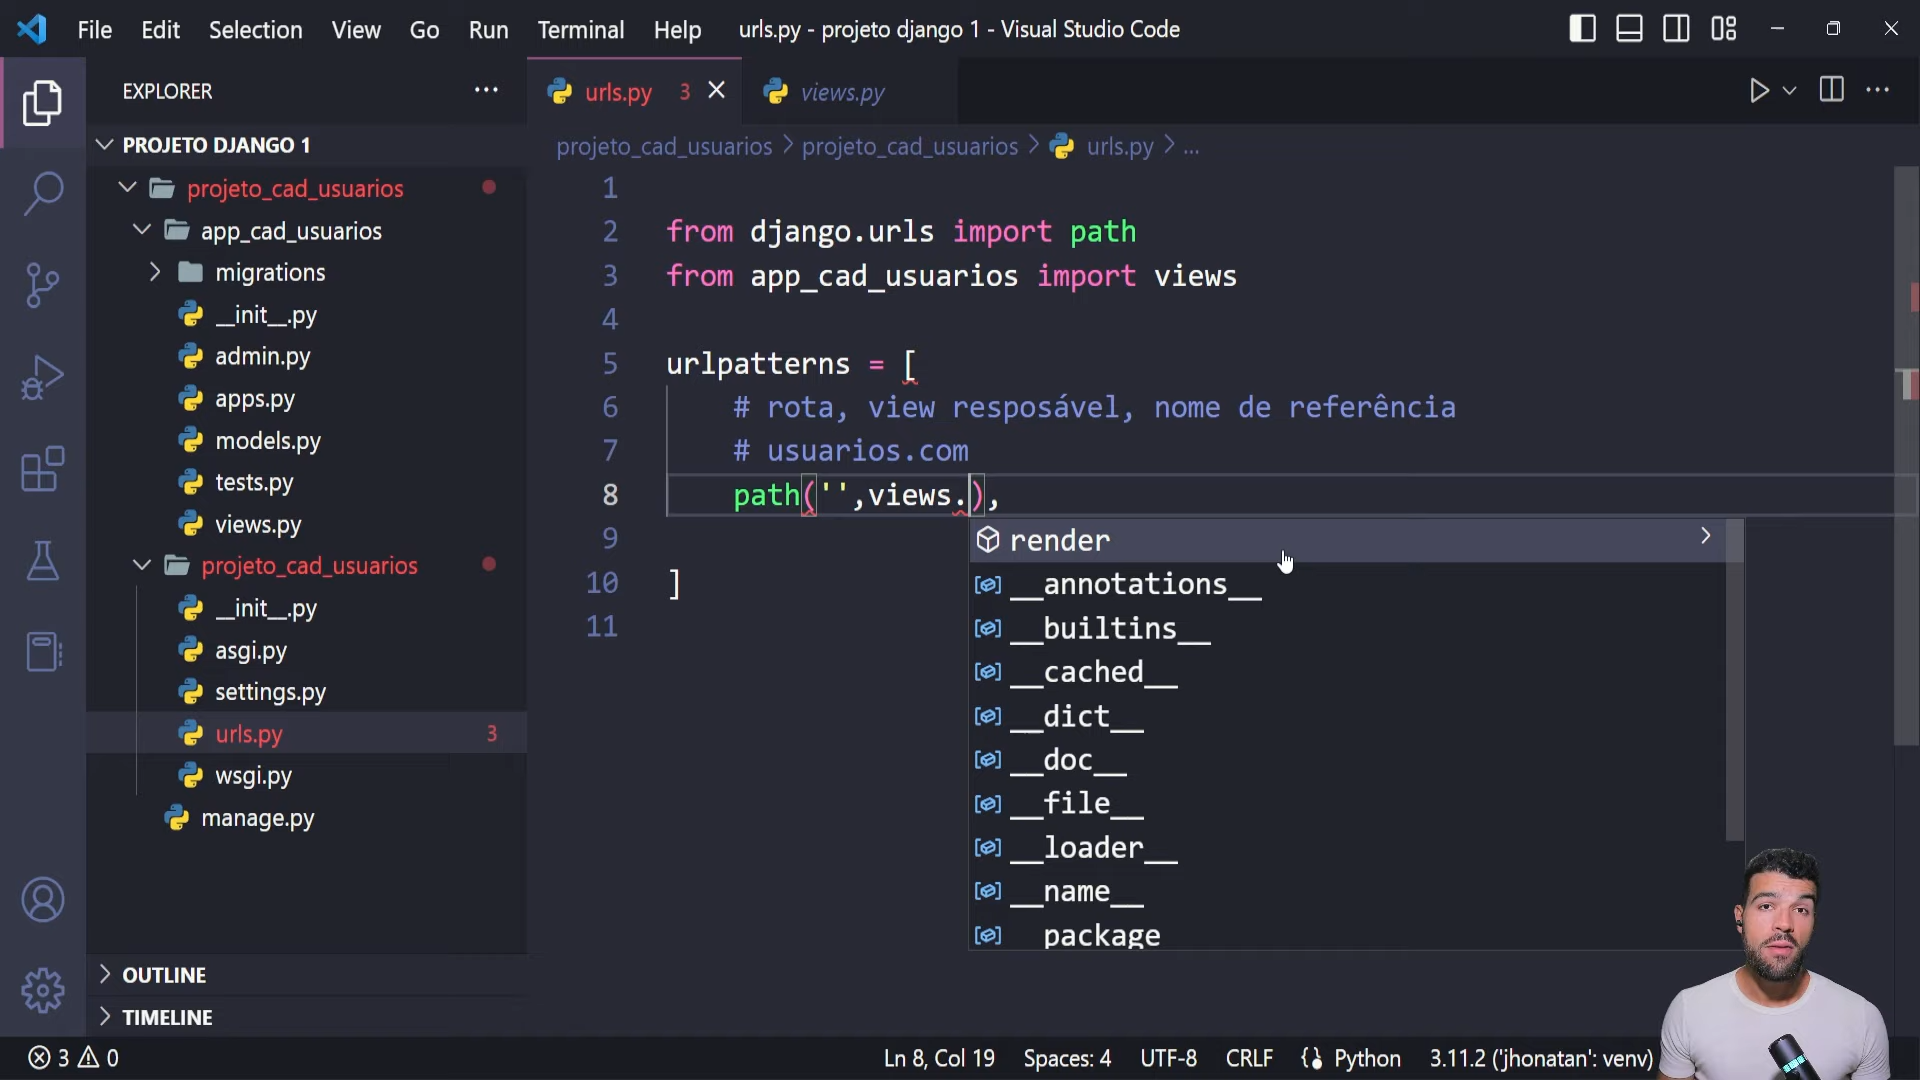 File Edit Selection View Go Run Terminal Help urls.py - projeto django 1 - Visual Studio Code
EXPLORER
urls.py 3
views.py
PROJETO DJANGO 1
projeto_cad_usuarios
app_cad_usuarios
migrations
__init__.py
admin.py
apps.py
models.py
tests.py
views.py
projeto_cad_usuarios
__init__.py
asgi.py
settings.py
urls.py 3
wsgi.py
manage.py
OUTLINE
TIMELINE
projeto_cad_usuarios > projeto_cad_usuarios > urls.py > ...
1
2 from django.urls import path
3 from app_cad_usuarios import views
4
5 urlpatterns = [
6 # rota, view resposável, nome de referência
7 # usuarios.com
8 path('',views.),
9
10 ]
11
render
__annotations__
__builtins__
__cached__
__dict__
__doc__
__file__
__loader__
__name__
package
3 0
Ln 8, Col 19 Spaces: 4 UTF-8 CRLF Python 3.11.2 ('jhonatan': venv)